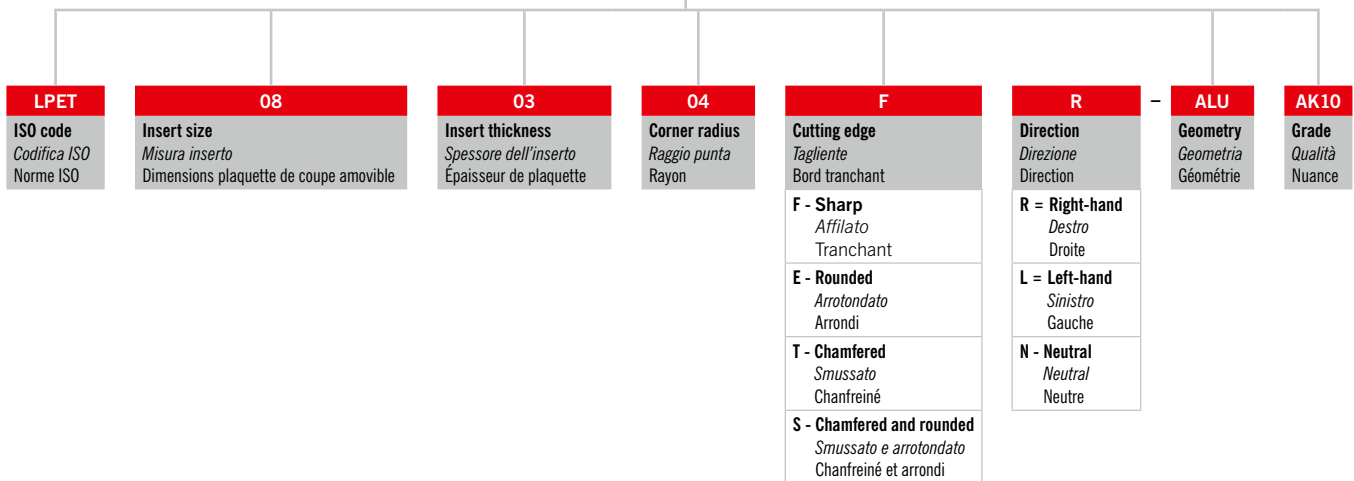 LPET
08
03
04
F
R
–
ALU
AK10
ISO code
Codifica ISO
Norme ISO
Insert size
Misura inserto
Dimensions plaquette de coupe amovible
Insert thickness
Spessore dell'inserto
Épaisseur de plaquette
Corner radius
Raggio punta
Rayon
Cutting edge
Tagliente
Bord tranchant
F - Sharp
Affilato
Tranchant
E - Rounded
Arrotondato
Arrondi
T - Chamfered
Smussato
Chanfreiné
S - Chamfered and rounded
Smussato e arrotondato
Chanfreiné et arrondi
Direction
Direzione
Direction
R = Right-hand
Destro
Droite
L = Left-hand
Sinistro
Gauche
N - Neutral
Neutral
Neutre
Geometry
Geometria
Géométrie
Grade
Qualità
Nuance